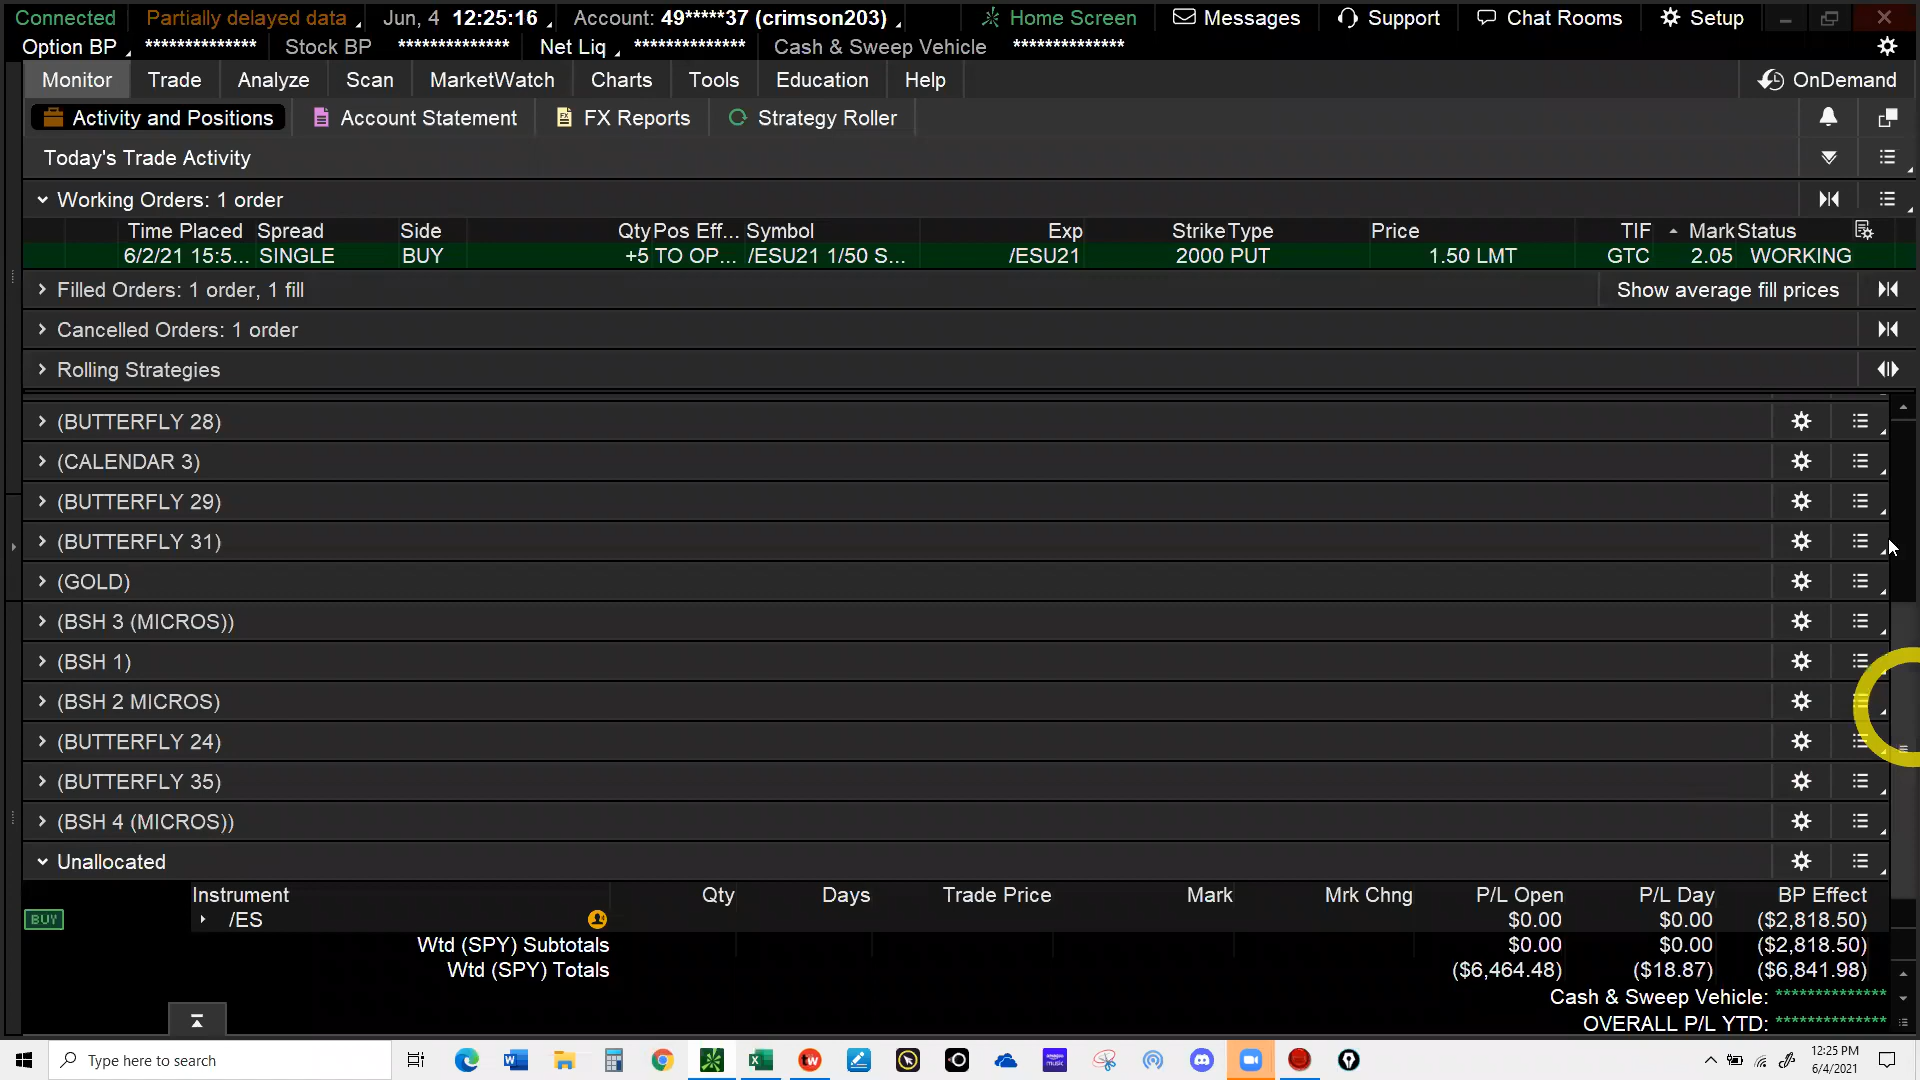 Connected Partially delayed data Jun, 4 12:25:16 Account: 49*****37 (crimson203) Home Screen Messages Support Chat Rooms Setup
Option BP ************** Stock BP ************** Net Liq ************** Cash & Sweep Vehicle **************
Monitor Trade Analyze Scan MarketWatch Charts Tools Education Help OnDemand
Activity and Positions Account Statement FX Reports Strategy Roller
Today's Trade Activity
Working Orders: 1 order
Time Placed Spread Side Qty Pos Eff... Symbol Exp Strike Type Price TIF Mark Status
6/2/21 15:5... SINGLE BUY +5 TO OP... /ESU21 1/50 S... /ESU21 2000 PUT 1.50 LMT GTC 2.05 WORKING
Filled Orders: 1 order, 1 fill Show average fill prices
Cancelled Orders: 1 order
Rolling Strategies
(BUTTERFLY 28)
(CALENDAR 3)
(BUTTERFLY 29)
(BUTTERFLY 31)
(GOLD)
(BSH 3 (MICROS))
(BSH 1)
(BSH 2 MICROS)
(BUTTERFLY 24)
(BUTTERFLY 35)
(BSH 4 (MICROS))
Unallocated
Instrument Qty Days Trade Price Mark Mrk Chng P/L Open P/L Day BP Effect
BUY /ES $0.00 $0.00 ($2,818.50)
Wtd (SPY) Subtotals $0.00 $0.00 ($2,818.50)
Wtd (SPY) Totals ($6,464.48) ($18.87) ($6,841.98)
Cash & Sweep Vehicle: **************
OVERALL P/L YTD: **************
Type here to search 12:25 PM
6/4/2021